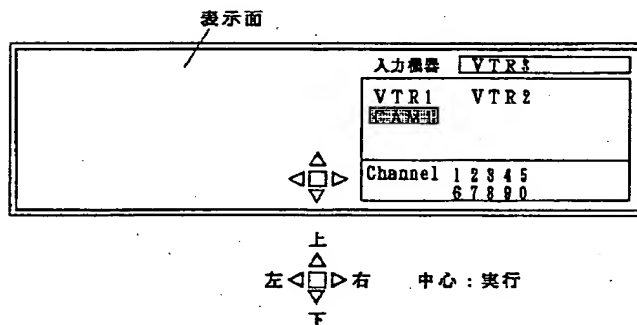 表示面
入力機器 VTR3
VTR1 VTR2
Channel 1 2 3 4 5
6 7 8 9 0
上
左 右 中心：実行
下